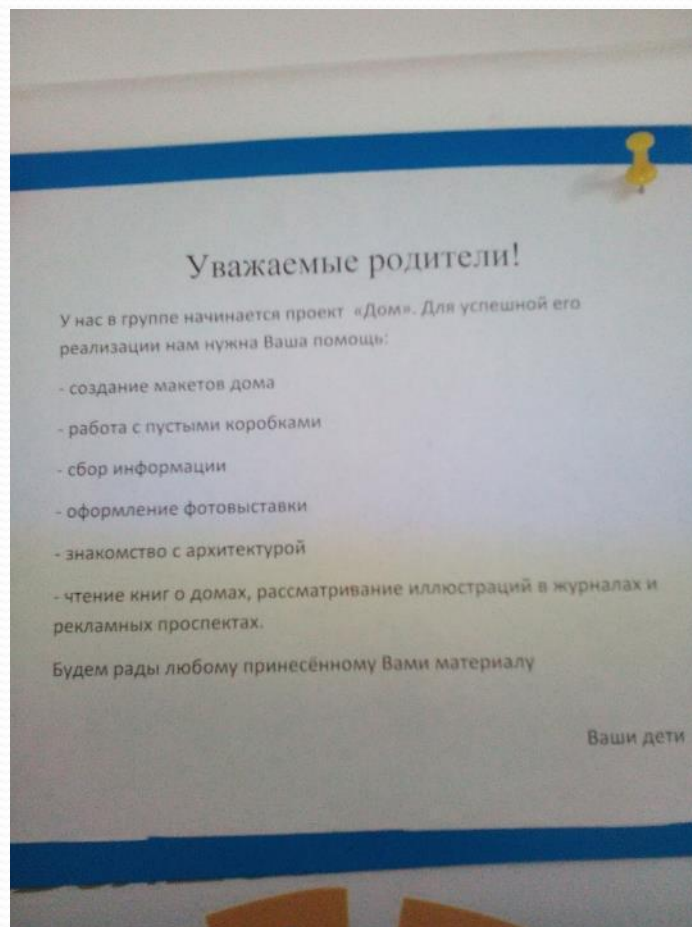 Уважаемые родители!
У нас в группе начинается проект «Дом». Для успешной его
реализации нам нужна Ваша помощь:
- создание макетов дома
- работа с пустыми коробками
- сбор информации
- оформление фотовыставки
- знакомство с архитектурой
- чтение книг о домах, рассматривание иллюстраций в журналах и
рекламных проспектах.
Будем рады любому принесённому Вами материалу
Ваши дети